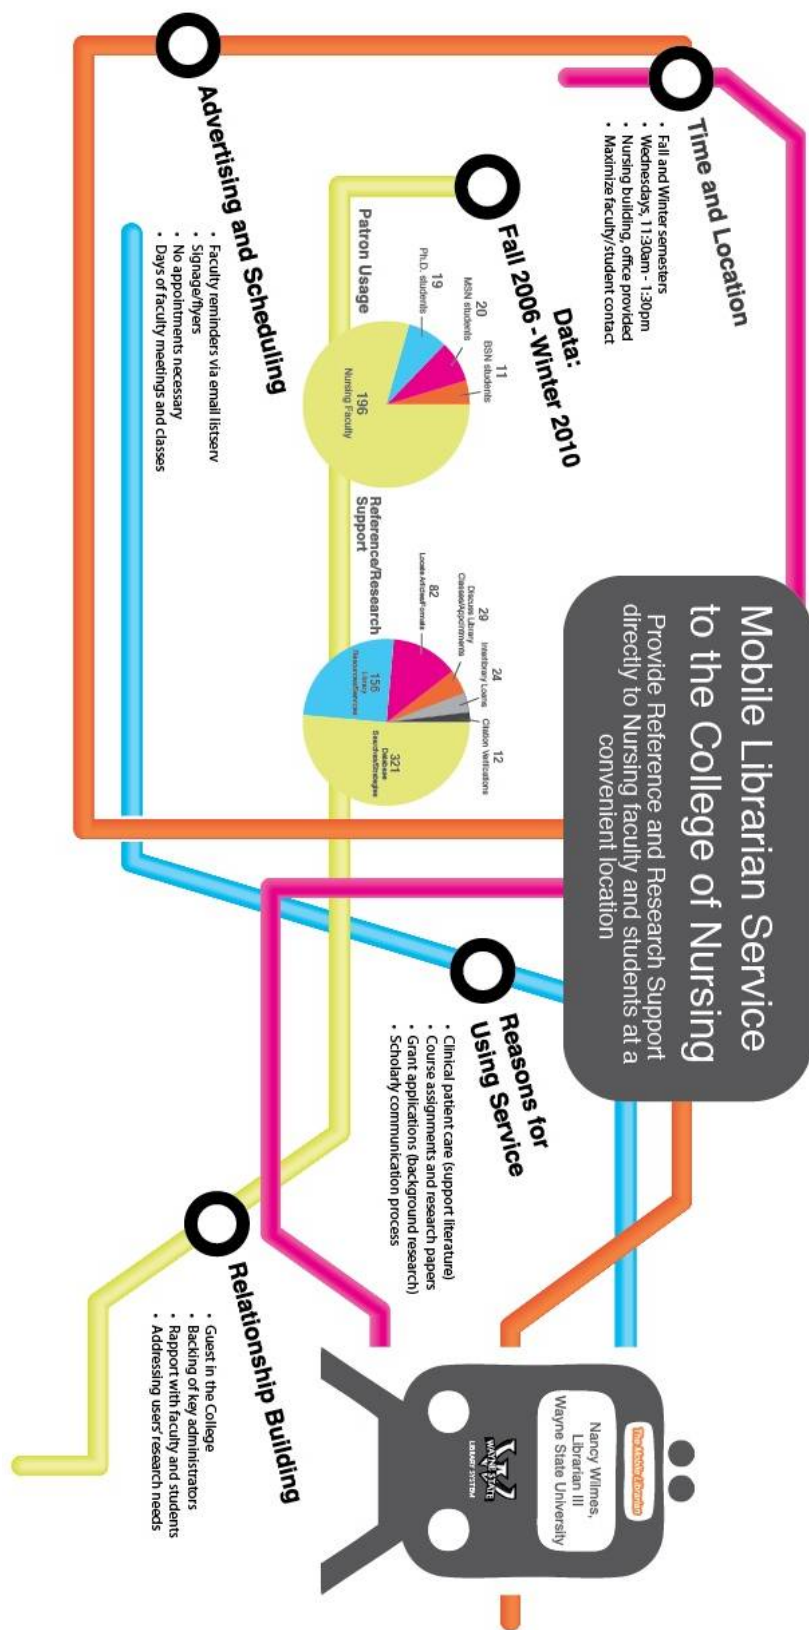 Mobile Librarian Service
to the College of Nursing
Provide Reference and Research Support
directly to Nursing faculty and students at a
convenient location
The Mobile Librarian
Nancy Wilmes,
Librarian III
Wayne State University
WAYNE STATE
LIBRARY SYSTEM
Time and Location
• Fall and Winter semesters
• Wednesdays, 11:30am - 1:30pm
• Nursing building, office provided
• Maximize faculty/student contact
Data:
Fall 2006 - Winter 2010
11
BSN students
20
MSN students
19
Ph.D. students
196
Nursing Faculty
Patron Usage
12
Citation Verifications
24
Interlibrary Loans
29
Discuss Library
Classes/Appointments
82
Locate Articles/Formats
156
Library
Resources/Services
321
Database
Searches/Strategies
Reference/Research
Support
Reasons for
Using Service
• Clinical patient care (support literature)
• Course assignments and research papers
• Grant applications (background research)
• Scholarly communication process
Advertising and Scheduling
• Faculty reminders via email listserv
• Signage/flyers
• No appointments necessary
• Days of faculty meetings and classes
Relationship Building
• Guest in the College
• Backing of key administrators
• Rapport with faculty and students
• Addressing users' research needs